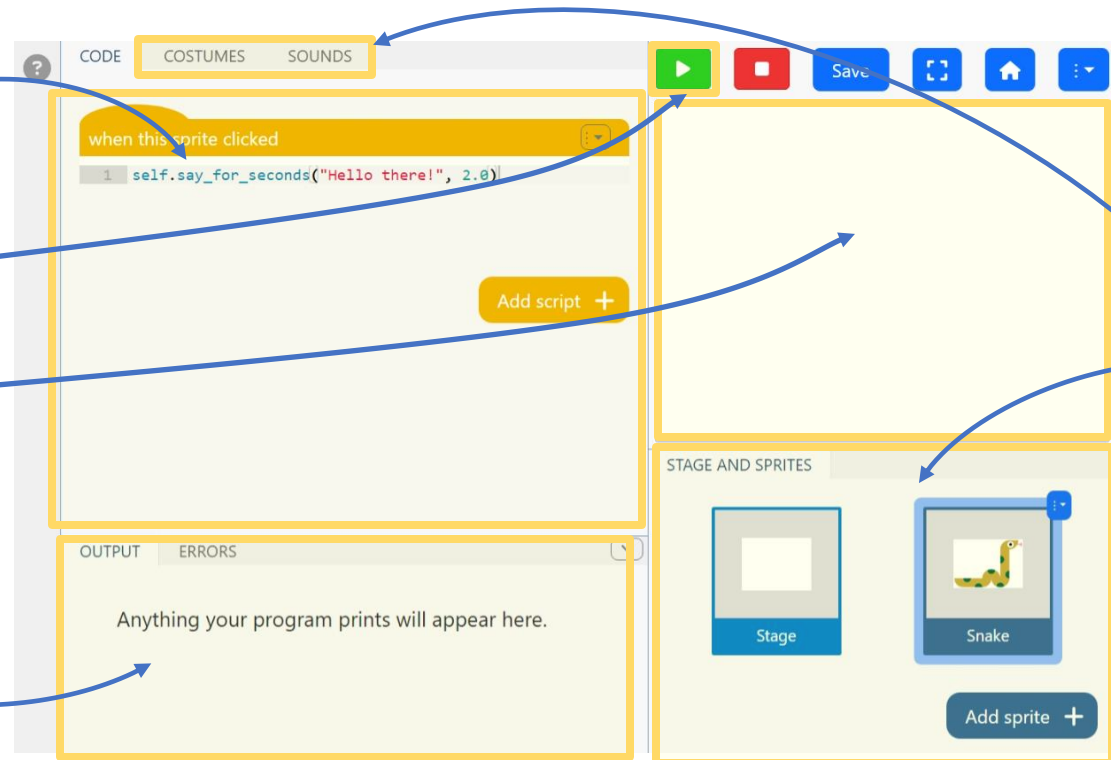 ?
CODE COSTUMES SOUNDS
Save
when this sprite clicked
1 self.say_for_seconds("Hello there!", 2.0)
Add script +
STAGE AND SPRITES
Stage
Snake
Add sprite +
OUTPUT ERRORS
Anything your program prints will appear here.